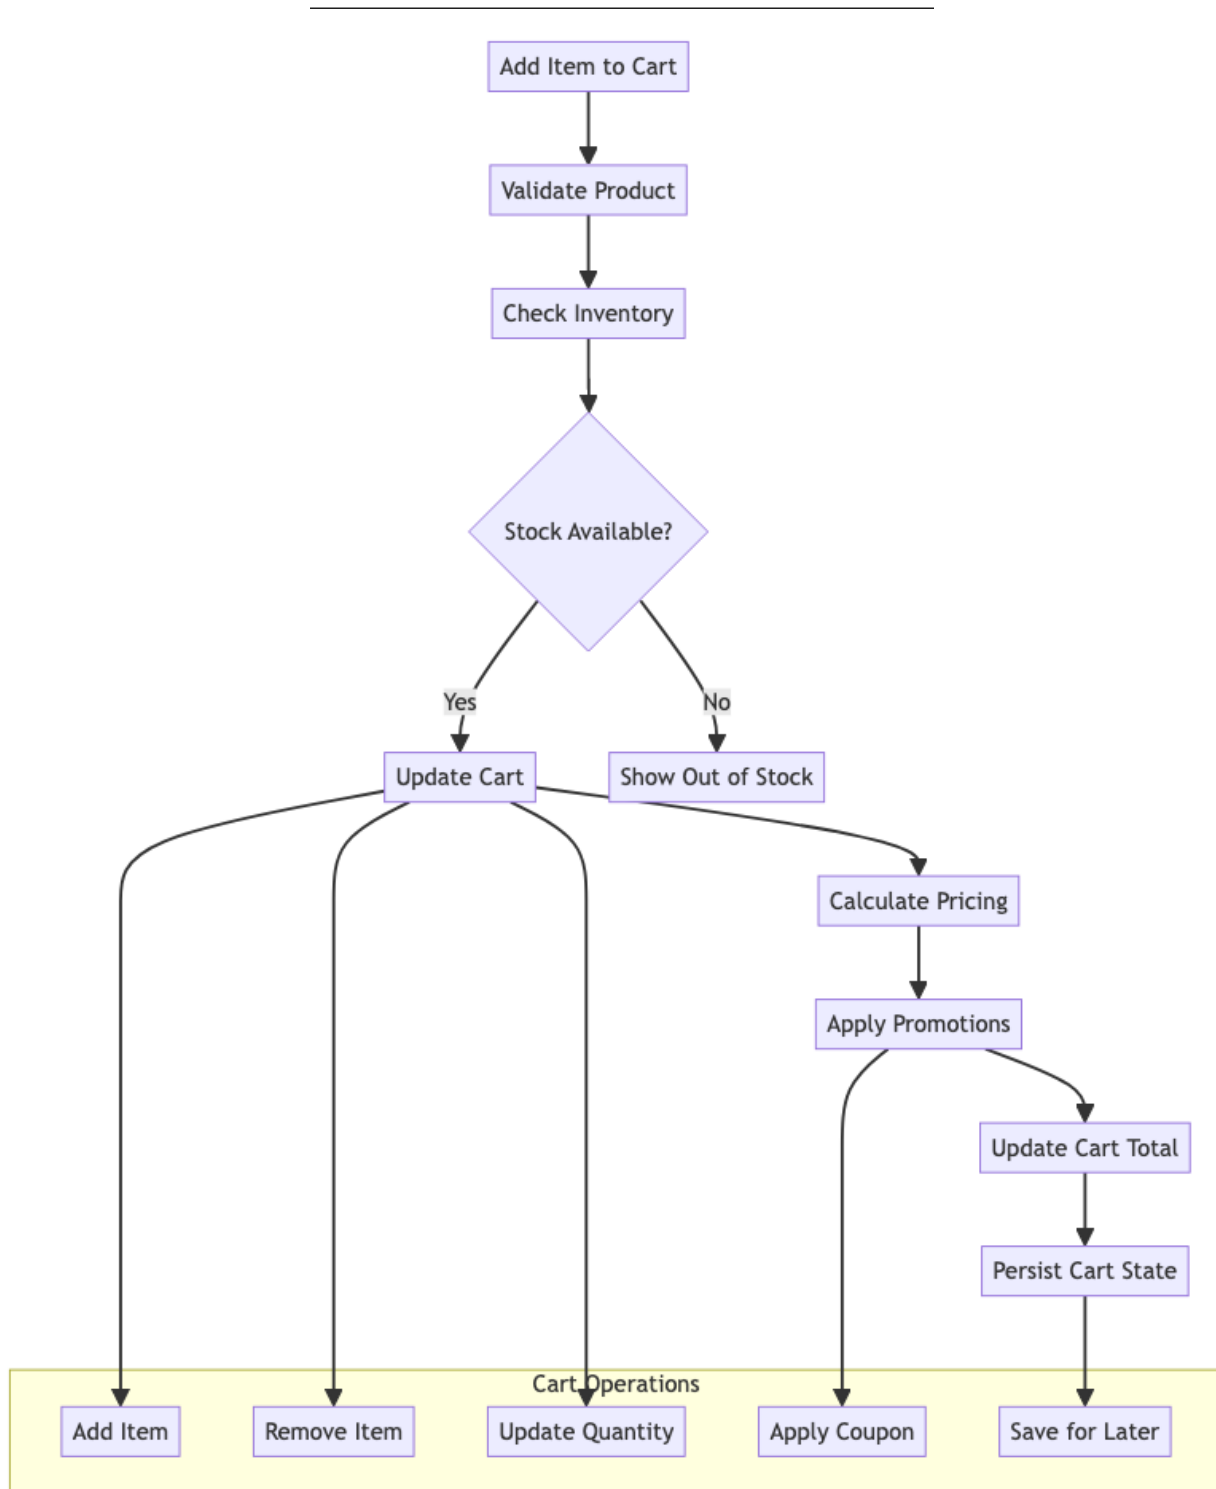 Add Item to Cart
Validate Product
Check Inventory
Stock Available?
Yes
No
Update Cart
Show Out of Stock
Calculate Pricing
Apply Promotions
Update Cart Total
Persist Cart State
Cart Operations
Add Item
Remove Item
Update Quantity
Apply Coupon
Save for Later